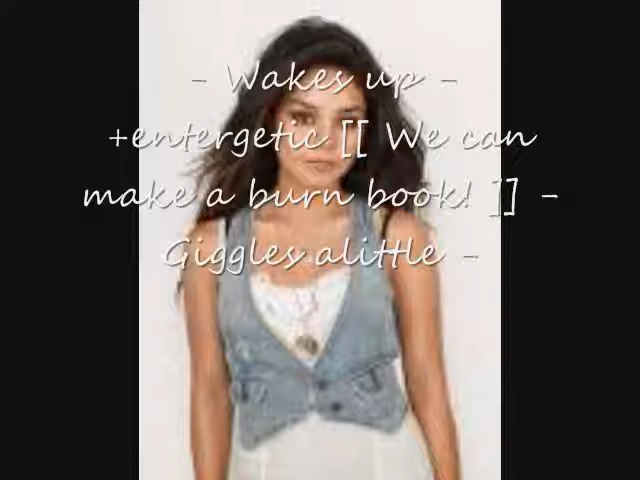 - Wakes up -
+entergetic [[ We can
make a burn book! ]] -
Giggles alittle -